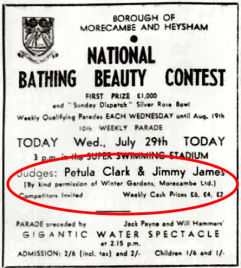 BOROUGH OF
MORECAMBE AND HEYSHAM
NATIONAL
BATHING BEAUTY CONTEST
FIRST PRIZE £1,000
and "Sunday Dispatch" Silver Rose Bowl
Weekly Qualifying Parades EACH WEDNESDAY until Aug. 19th
10th WEEKLY PARADE
TODAY Wed., July 29th TODAY
3 p.m. in the SUPER SWIMMING STADIUM
Judges: Petula Clark & Jimmy James
(By kind permission of Winter Gardens, Morecambe Ltd.)
Competitors Invited Weekly Cash Prizes £6, £4, £2
PARADE preceded by Jack Payne and Will Hammers'
GIGANTIC WATER SPECTACLE
at 2.15 p.m.
ADMISSION: 2/6 (incl. tax) and 2/- Children 1/6 and 1/-